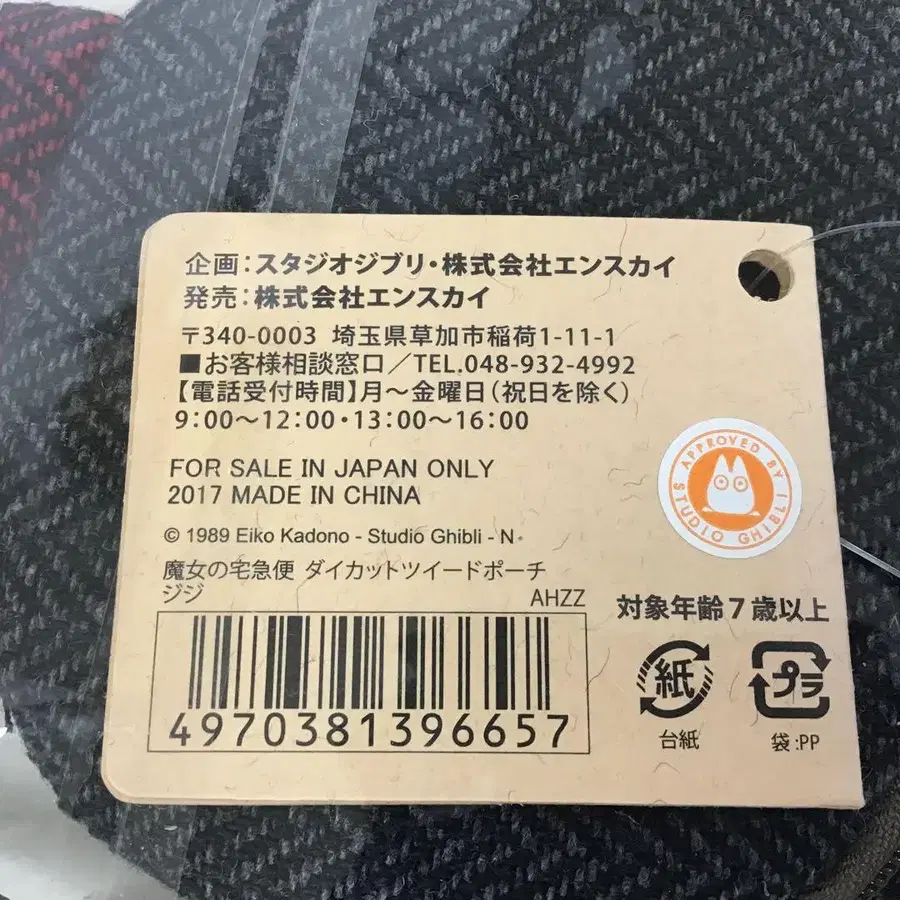 企画:スタジオジブリ・株式会社エンスカイ
発売:株式会社エンスカイ
〒340-0003 埼玉県草加市稲荷1-11-1
■お客様相談窓口/TEL.048-932-4992
【電話受付時間】月〜金曜日(祝日を除く)
9:00〜12:00・13:00〜16:00
FOR SALE IN JAPAN ONLY
2017 MADE IN CHINA
© 1989 Eiko Kadono - Studio Ghibli - N
APPROVED BY
STUDIO GHIBLI
魔女の宅急便 ダイカットツイードポーチ
ジジ
AHZZ
4970381396657
対象年齢7歳以上
紙
プラ
台紙
袋:PP